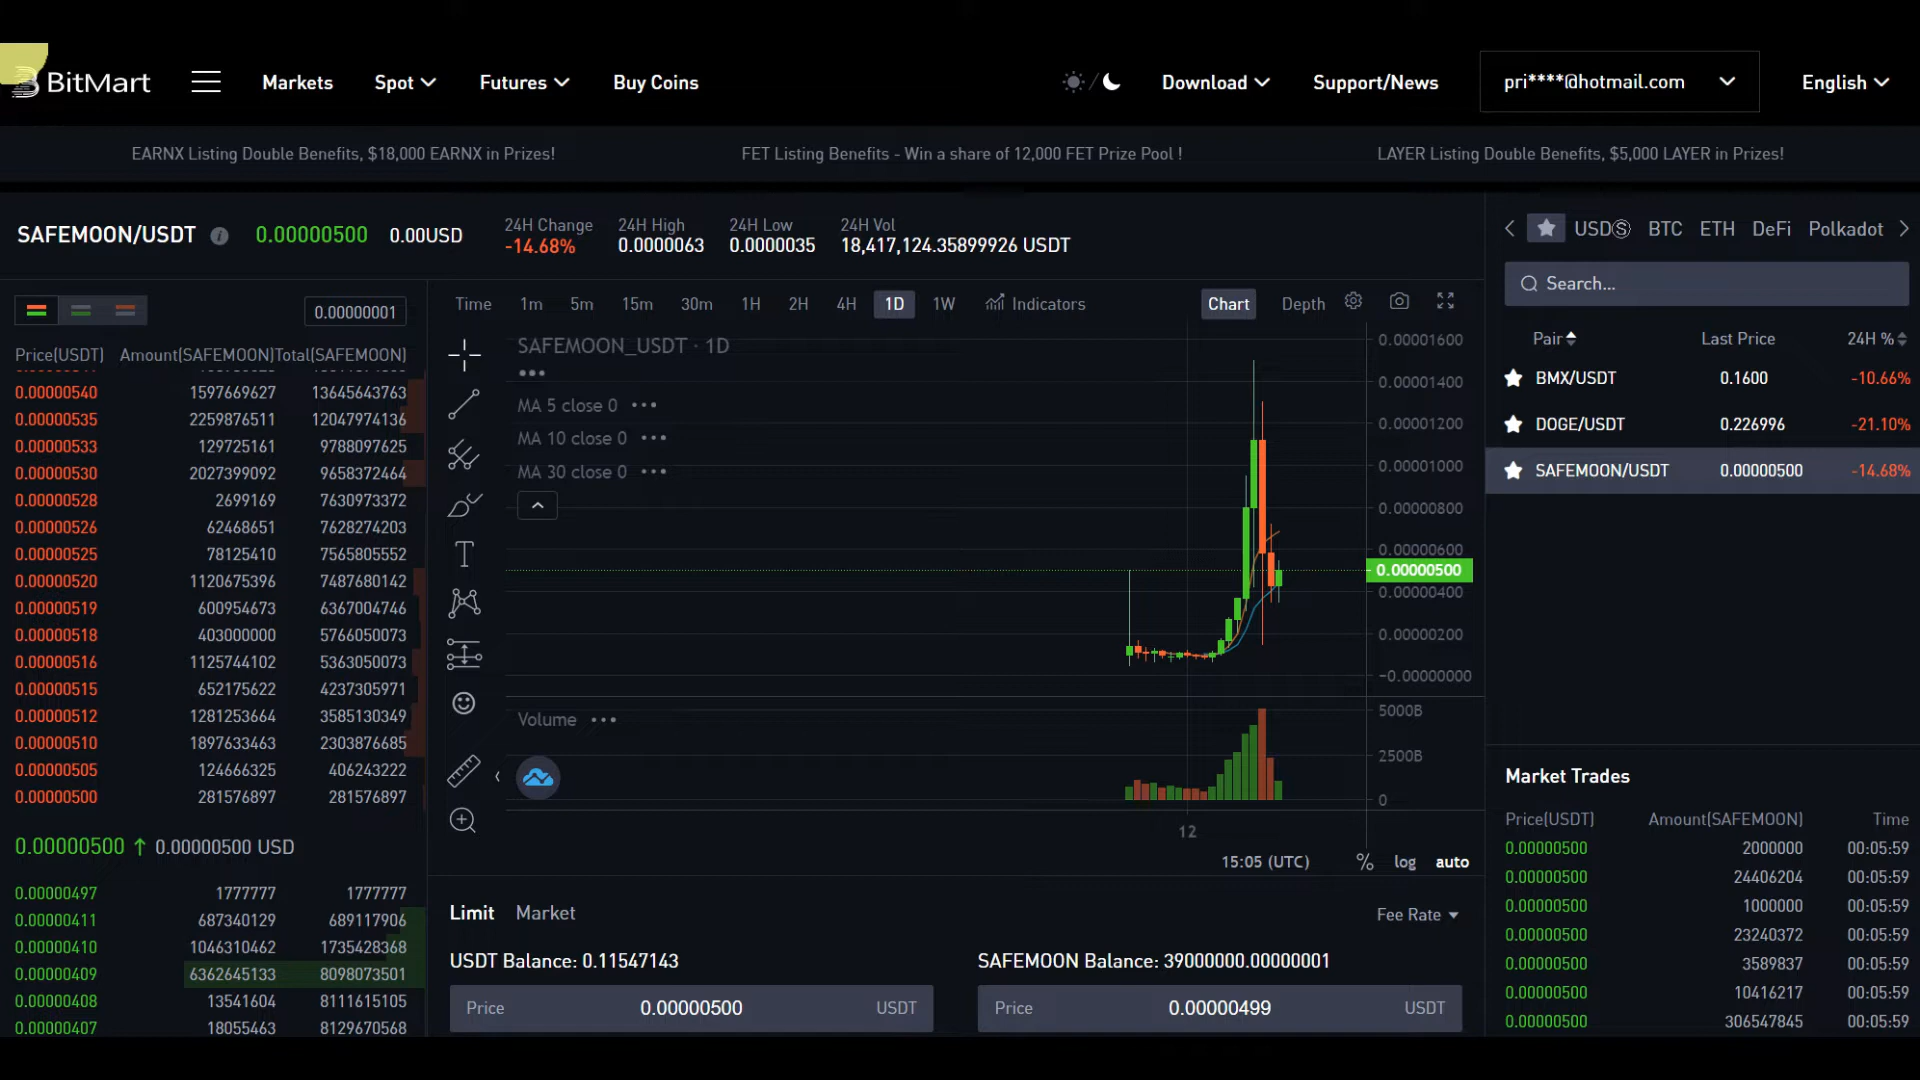 BitMart
Markets
Spot
Futures
Buy Coins
Download
Support/News
pri****@hotmail.com
English
EARNX Listing Double Benefits, $18,000 EARNX in Prizes!
FET Listing Benefits - Win a share of 12,000 FET Prize Pool !
LAYER Listing Double Benefits, $5,000 LAYER in Prizes!
SAFEMOON/USDT
0.00000500
0.00USD
24H Change
-14.68%
24H High
0.0000063
24H Low
0.0000035
24H Vol
18,417,124.35899926 USDT
0.00000001
Price(USDT) Amount(SAFEMOON) Total(SAFEMOON)
0.00000540 1597669627 13645643763
0.00000535 2259876511 12047974136
0.00000533 129725161 9788097625
0.00000530 2027399092 9658372464
0.00000528 2699169 7630973372
0.00000526 62468651 7628274203
0.00000525 78125410 7565805552
0.00000520 1120675396 7487680142
0.00000519 600954673 6367004746
0.00000518 403000000 5766050073
0.00000516 1125744102 5363050073
0.00000515 652175622 4237305971
0.00000512 1281253664 3585130349
0.00000510 1897633463 2303876685
0.00000505 124666325 406243222
0.00000500 281576897 281576897
0.00000500 ↑ 0.00000500 USD
0.00000497 1777777 1777777
0.00000411 687340129 689117906
0.00000410 1046310462 1735428368
0.00000409 6362645133 8098073501
0.00000408 13541604 8111615105
0.00000407 18055463 8129670568
Time 1m 5m 15m 30m 1H 2H 4H 1D 1W Indicators
Chart Depth
SAFEMOON_USDT · 1D
MA 5 close 0
MA 10 close 0
MA 30 close 0
0.00001600
0.00001400
0.00001200
0.00001000
0.00000800
0.00000600
0.00000500
0.00000400
0.00000200
-0.00000000
Volume
5000B
2500B
0
12
15:05 (UTC) % log auto
Limit Market
Fee Rate
USDT Balance: 0.11547143
Price 0.00000500 USDT
SAFEMOON Balance: 39000000.00000001
Price 0.00000499 USDT
USDⓈ BTC ETH DeFi Polkadot
Search...
Pair Last Price 24H %
BMX/USDT 0.1600 -10.66%
DOGE/USDT 0.226996 -21.10%
SAFEMOON/USDT 0.00000500 -14.68%
Market Trades
Price(USDT) Amount(SAFEMOON) Time
0.00000500 2000000 00:05:59
0.00000500 24406204 00:05:59
0.00000500 1000000 00:05:59
0.00000500 23240372 00:05:59
0.00000500 3589837 00:05:59
0.00000500 10416217 00:05:59
0.00000500 306547845 00:05:59